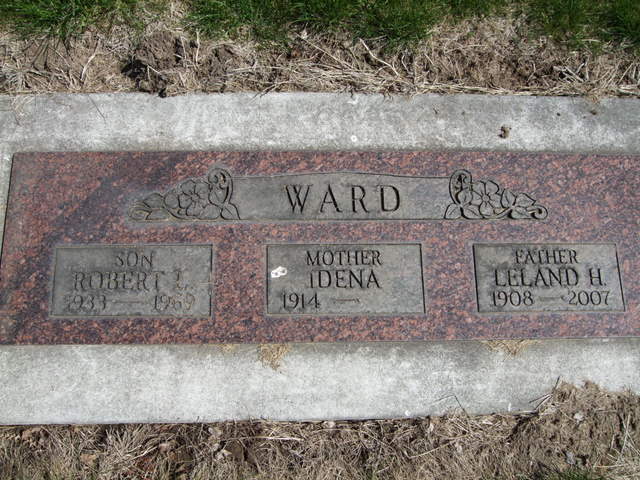 WARD
SON
ROBERT L.
1933 — 1969
MOTHER
IDENA
1914 —
FATHER
LELAND H.
1908 — 2007